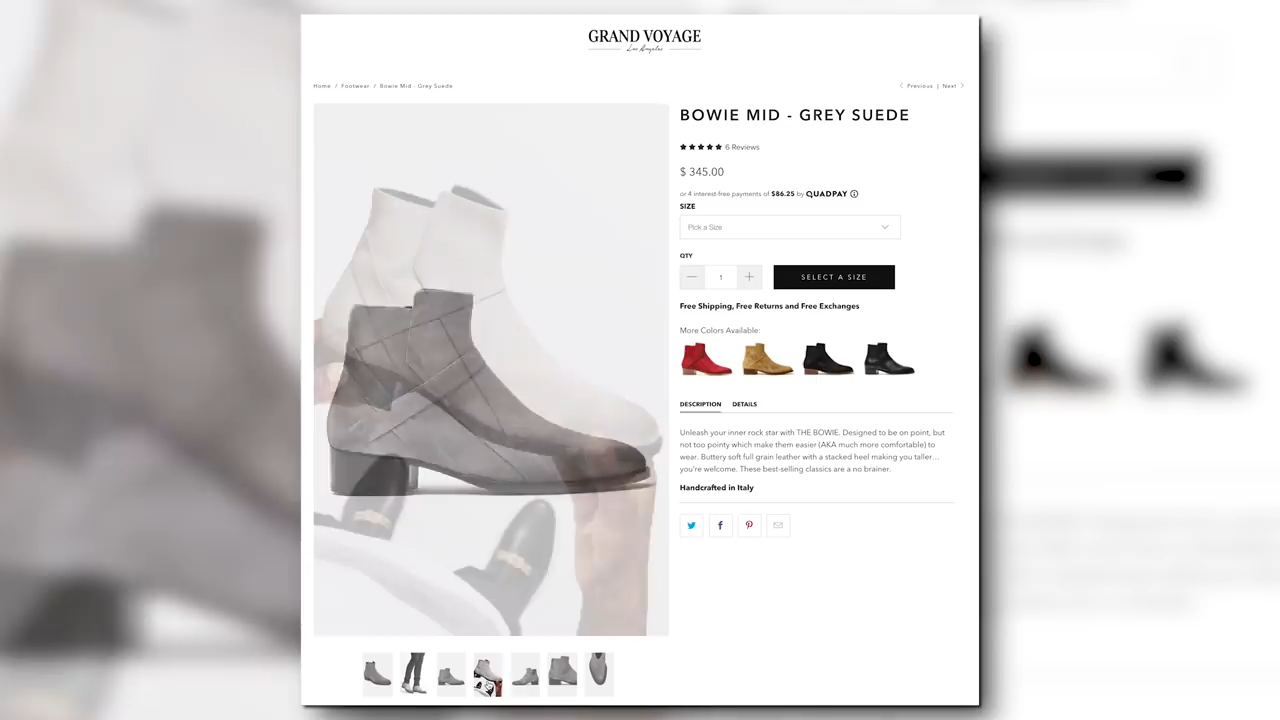 GRAND VOYAGE
Los Angeles
Home / Footwear / Bowie Mid - Grey Suede
Previous | Next
BOWIE MID - GREY SUEDE
6 Reviews
$ 345.00
or 4 interest-free payments of $86.25 by QUADPAY
SIZE
Pick a Size
QTY
1
SELECT A SIZE
Free Shipping, Free Returns and Free Exchanges
More Colors Available:
DESCRIPTION DETAILS
Unleash your inner rock star with THE BOWIE. Designed to be on point, but
not too pointy which make them easier (AKA much more comfortable) to
wear. Buttery soft full grain leather with a stacked heel making you taller...
you're welcome. These best-selling classics are a no brainer.
Handcrafted in Italy